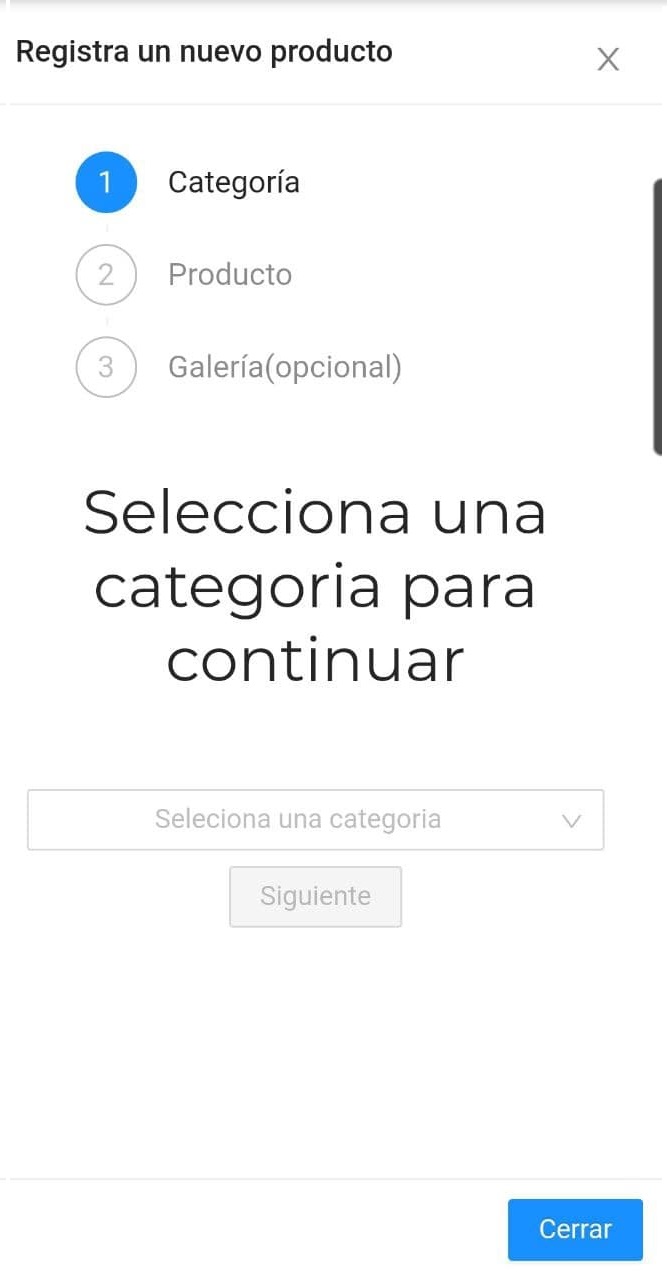 Registra un nuevo producto
1 Categoría
2 Producto
3 Galería(opcional)
Selecciona una
categoria para
continuar
Seleciona una categoria
Siguiente
Cerrar